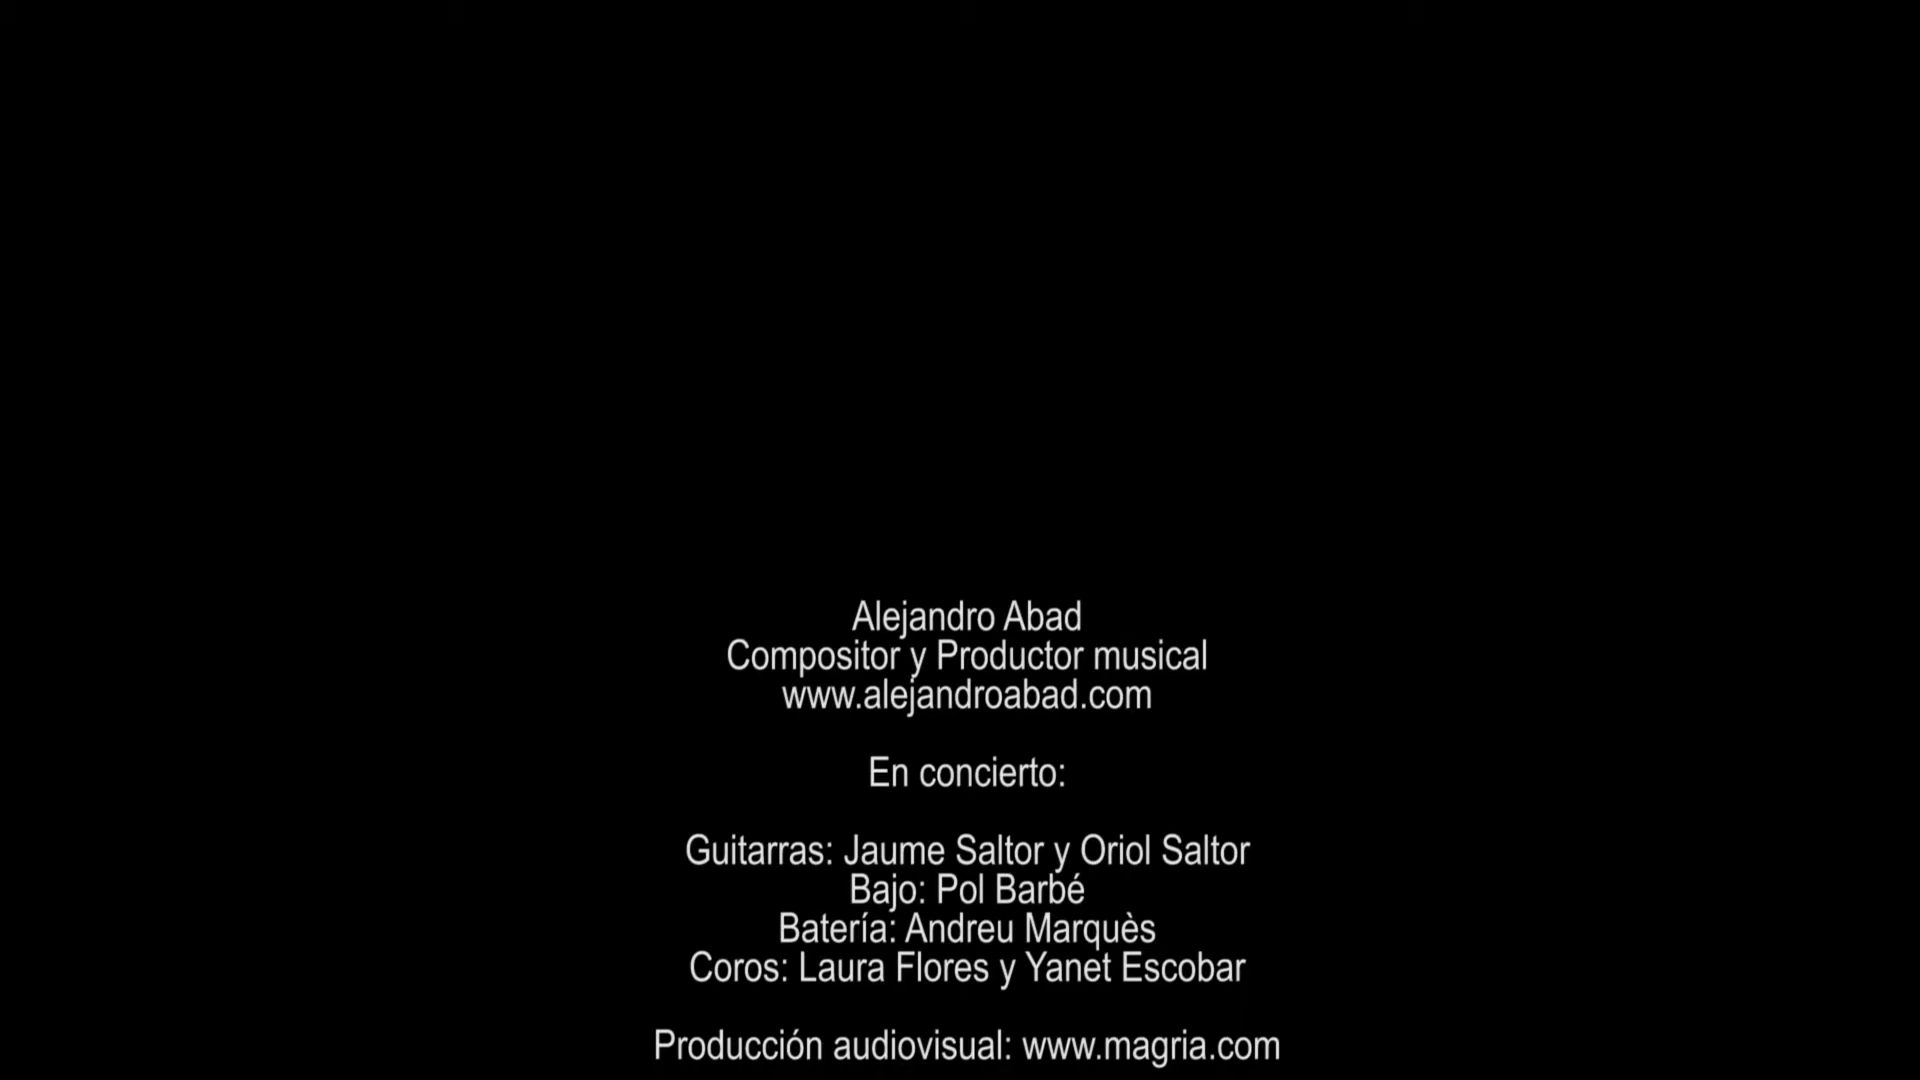 Alejandro Abad
Compositor y Productor musical
www.alejandroabad.com
En concierto:
Guitarras: Jaume Saltor y Oriol Saltor
Bajo: Pol Barbé
Batería: Andreu Marquès
Coros: Laura Flores y Yanet Escobar
Producción audiovisual: www.magria.com